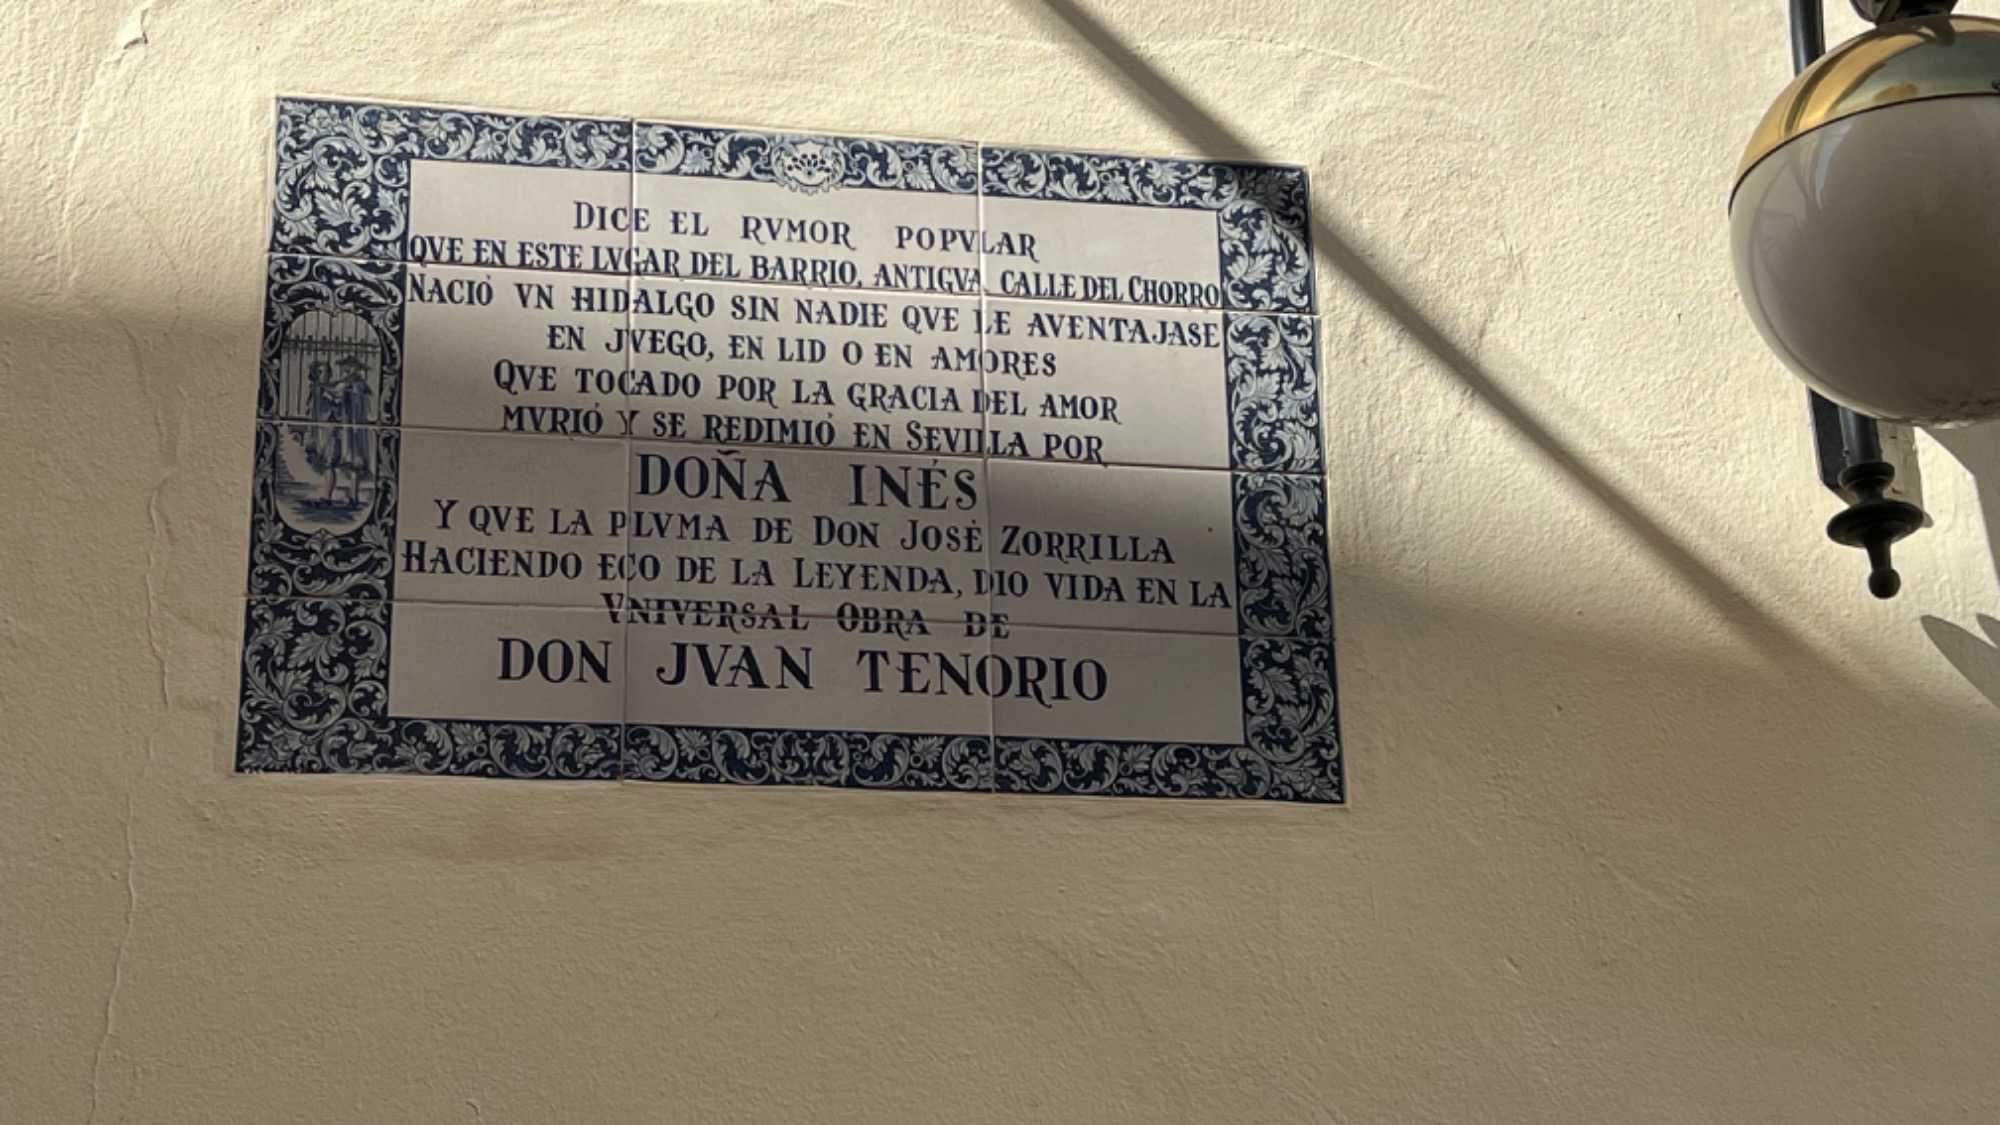 DICE EL RVMOR POPVLAR
QVE EN ESTE LVGAR DEL BARRIO, ANTIGVA CALLE DEL CHORRO
NACIÓ VN HIDALGO SIN NADIE QVE LE AVENTAJASE
EN JVEGO, EN LID O EN AMORES
QVE TOCADO POR LA GRACIA DEL AMOR
MVRIÓ Y SE REDIMIÓ EN SEVILLA POR
DOÑA INÉS
Y QVE LA PLVMA DE DON JOSÉ ZORRILLA
HACIENDO ECO DE LA LEYENDA, DIO VIDA EN LA
VNIVERSAL OBRA DE
DON JVAN TENORIO